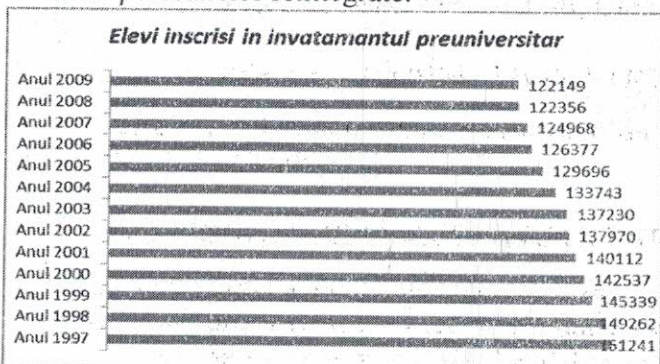 Elevi inscrisi in invatamantul preuniversitar
Anul 2009 122149
Anul 2008 122356
Anul 2007 124968
Anul 2006 126377
Anul 2005 129696
Anul 2004 133743
Anul 2003 137230
Anul 2002 137970
Anul 2001 140112
Anul 2000 142537
Anul 1999 145339
Anul 1998 149262
Anul 1997 151241